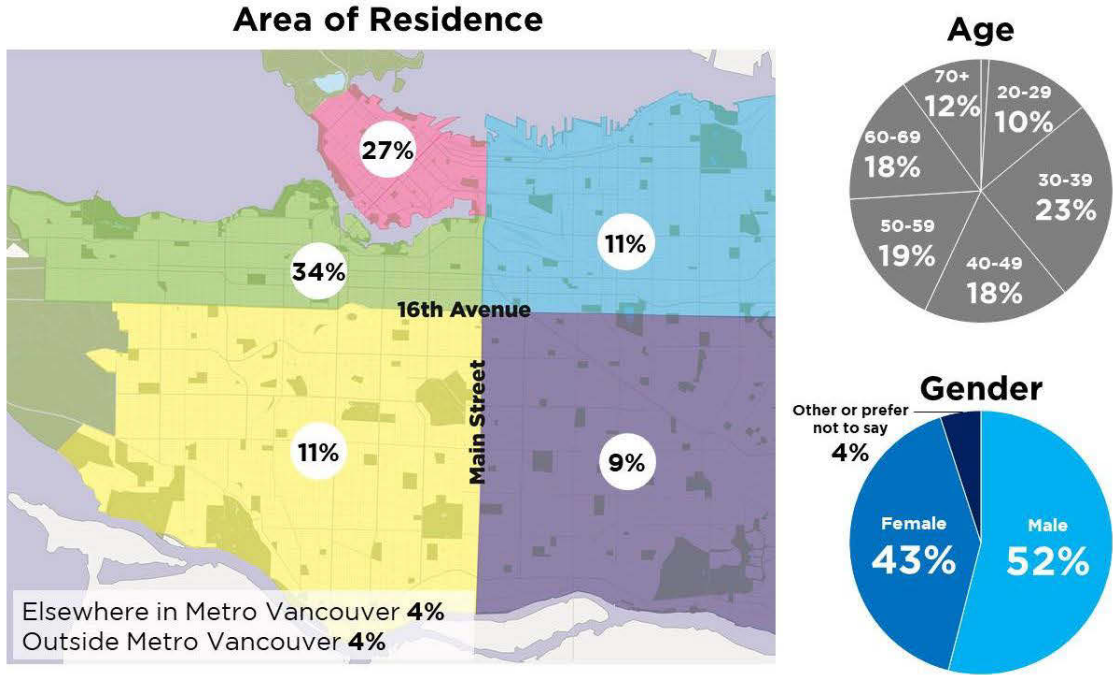 Area of Residence
27%
11%
34%
16th Avenue
Main Street
11%
9%
Elsewhere in Metro Vancouver 4%
Outside Metro Vancouver 4%
Age
70+
12%
20-29
10%
60-69
18%
30-39
23%
50-59
19%
40-49
18%
Gender
Other or prefer
not to say
4%
Female
43%
Male
52%